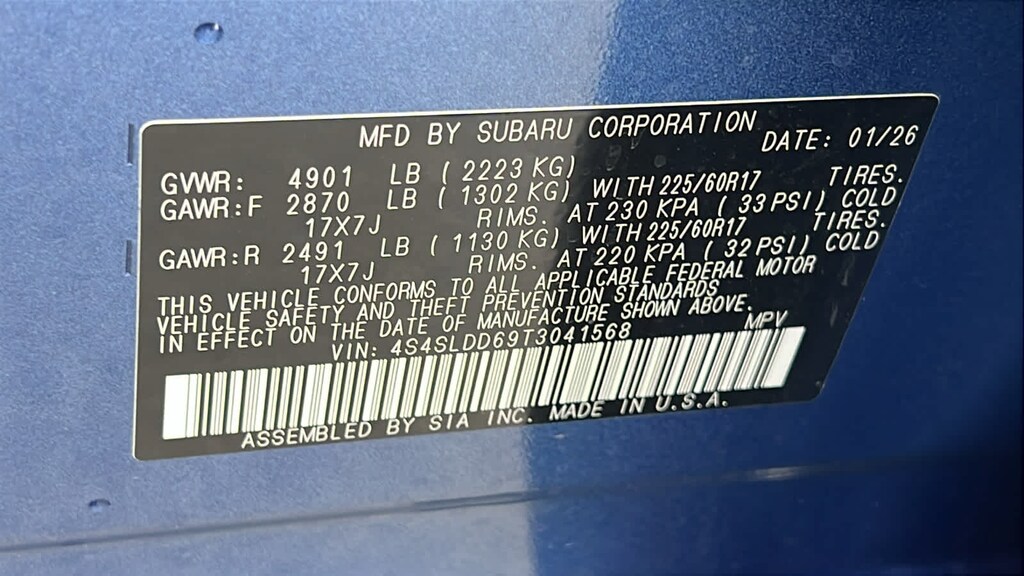 MFD BY SUBARU CORPORATION DATE: 01/26
GVWR: 4901 LB ( 2223 KG)
GAWR:F 2870 LB ( 1302 KG) WITH 225/60R17 TIRES.
17X7J RIMS. AT 230 KPA ( 33 PSI) COLD
GAWR:R 2491 LB ( 1130 KG) WITH 225/60R17 TIRES.
17X7J RIMS. AT 220 KPA ( 32 PSI) COLD
THIS VEHICLE CONFORMS TO ALL APPLICABLE FEDERAL MOTOR
VEHICLE SAFETY AND THEFT PREVENTION STANDARDS
IN EFFECT ON THE DATE OF MANUFACTURE SHOWN ABOVE.
VIN: 4S4SLDD69T3041568 MPV
ASSEMBLED BY SIA INC. MADE IN U.S.A.